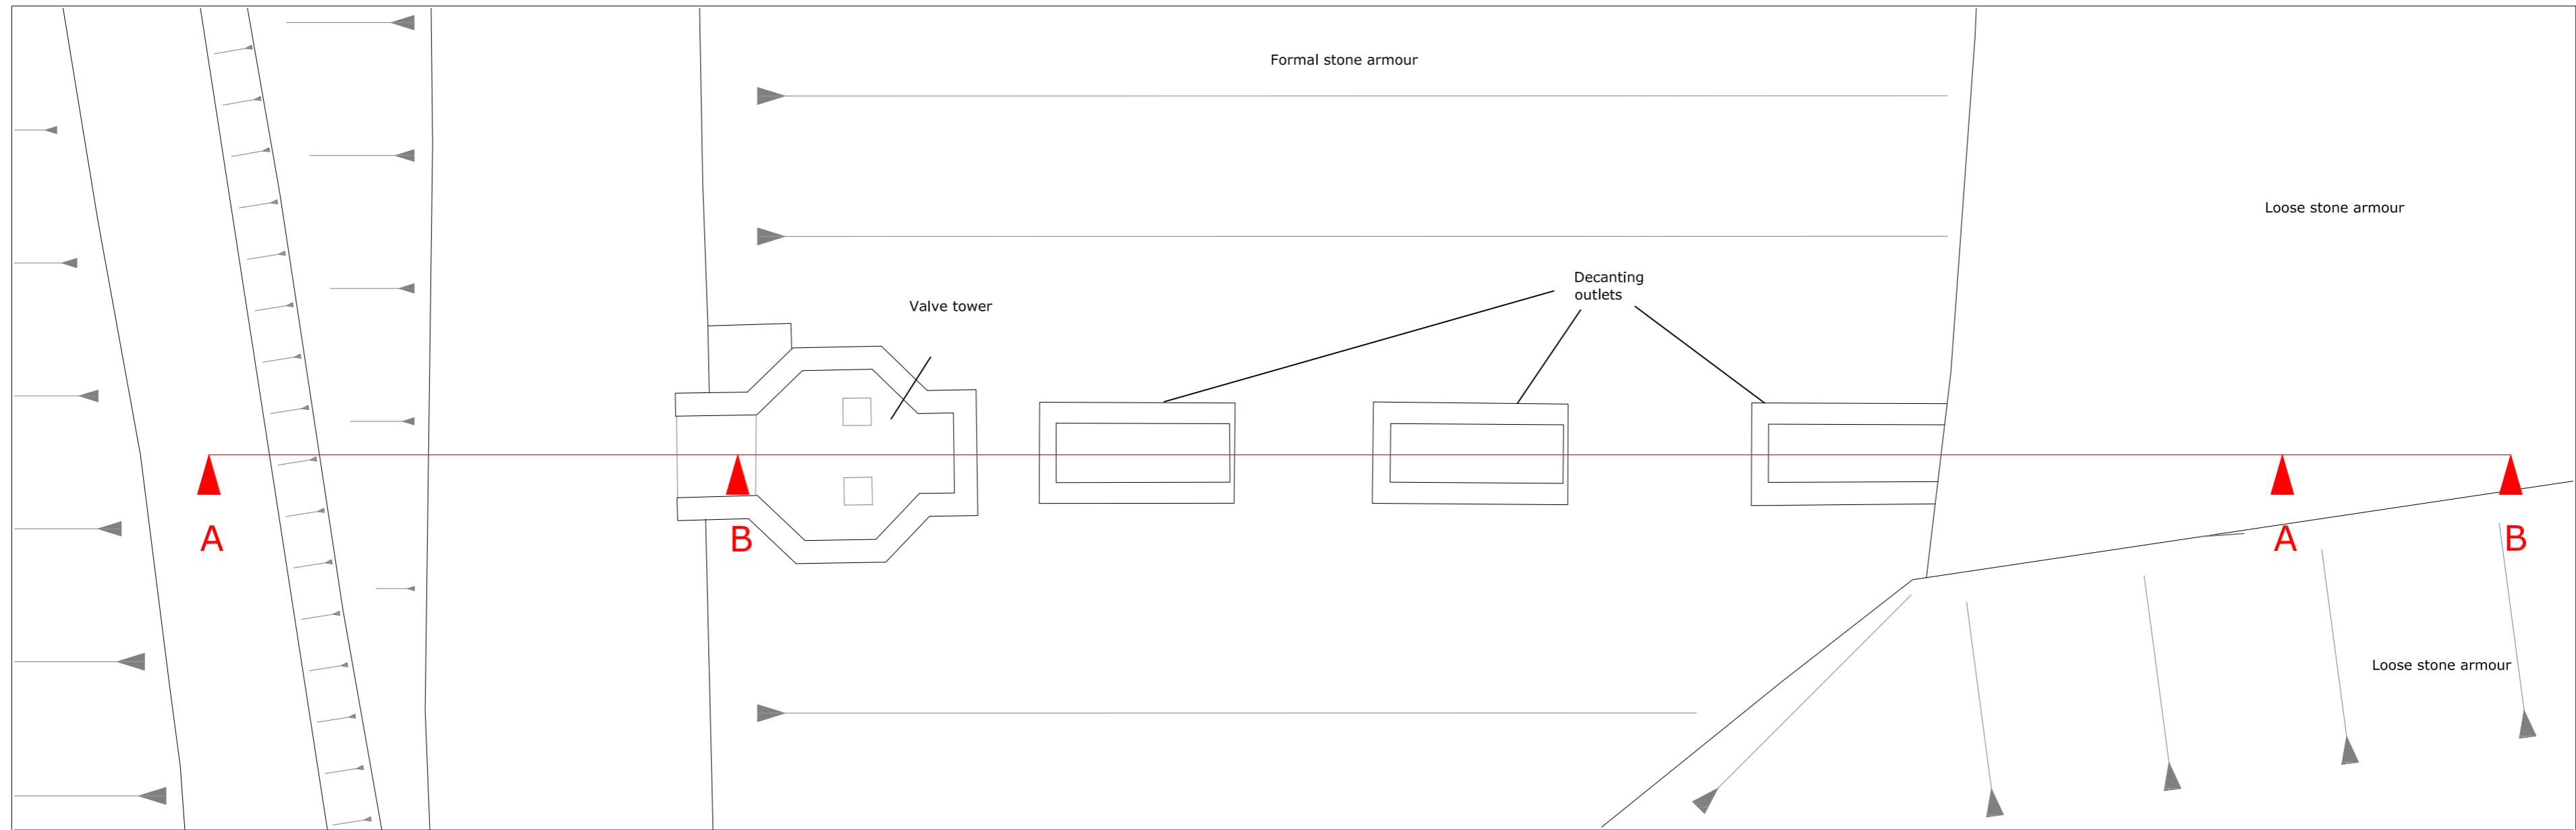 Formal stone armour
Loose stone armour
Decanting
outlets
Valve tower
A
B
A
B
Loose stone armour